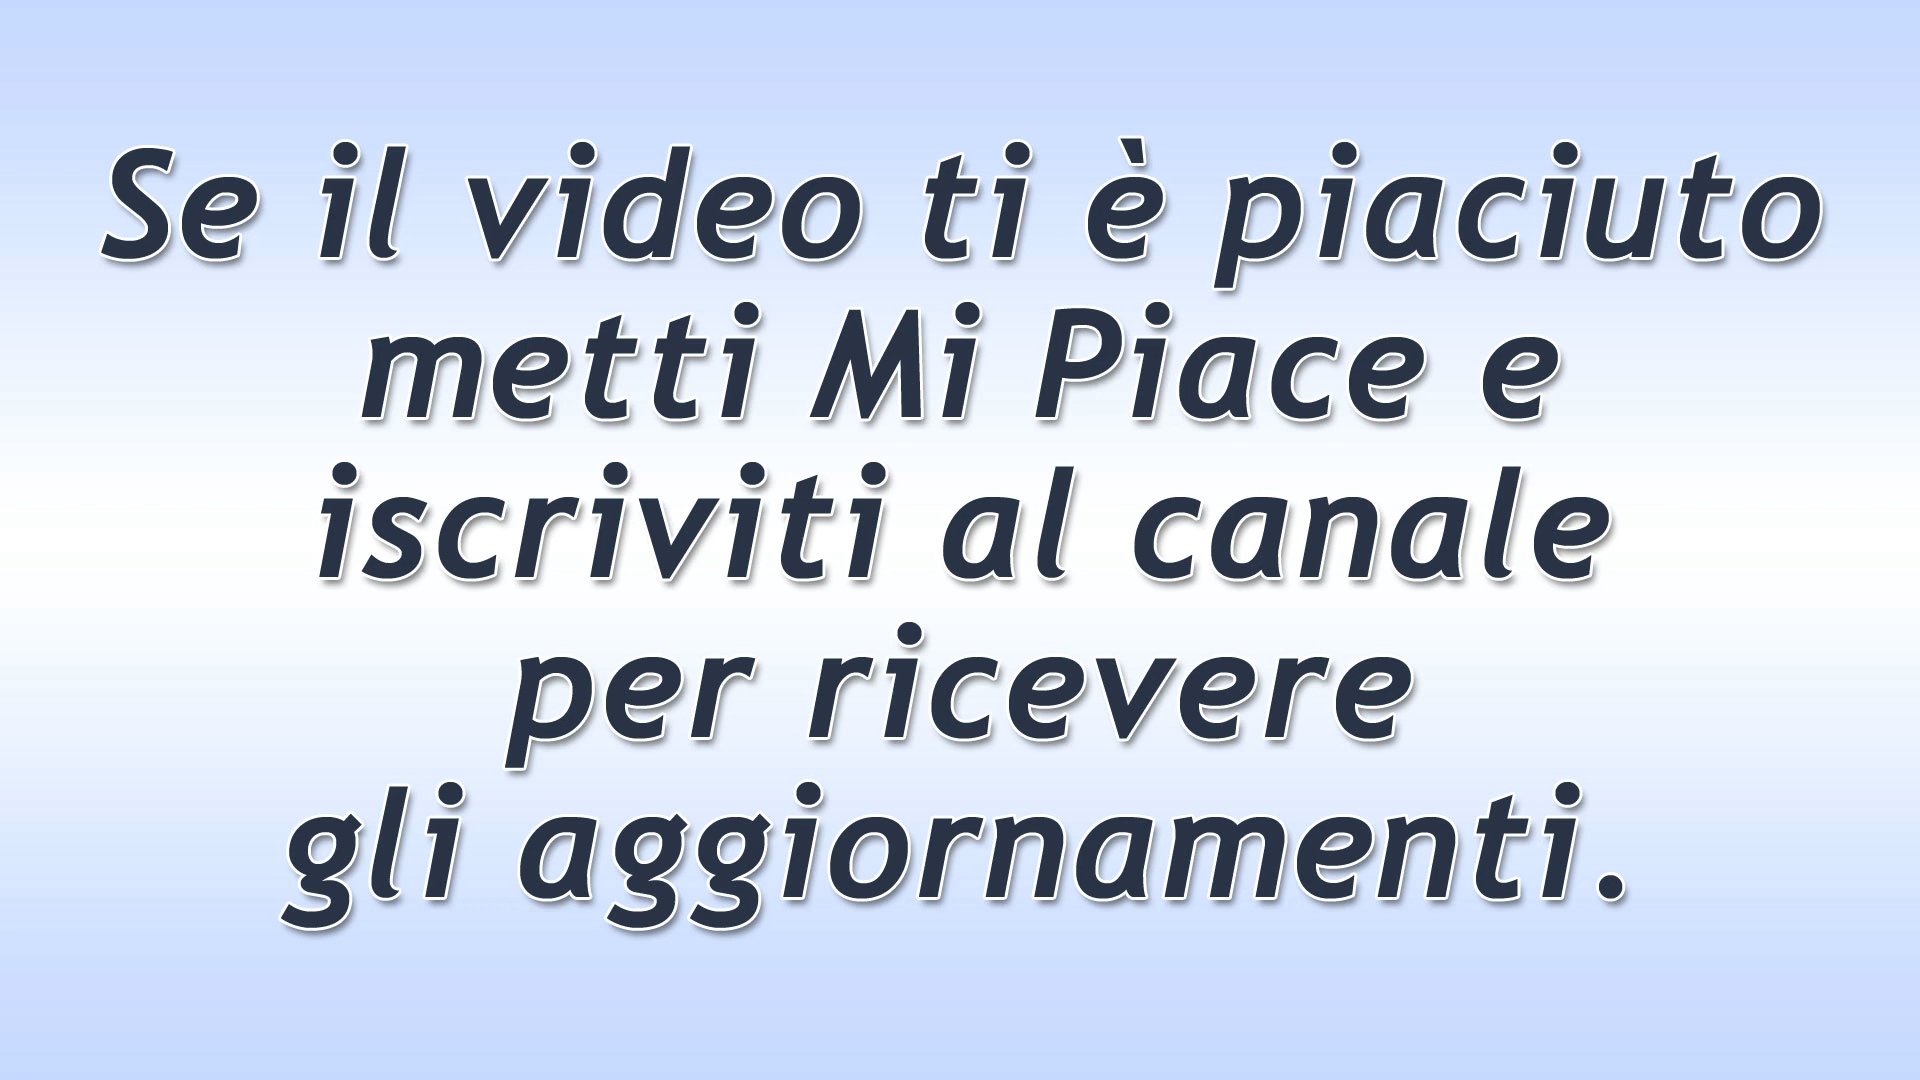 Se il video ti è piaciuto
metti Mi Piace e
iscriviti al canale
per ricevere
gli aggiornamenti.